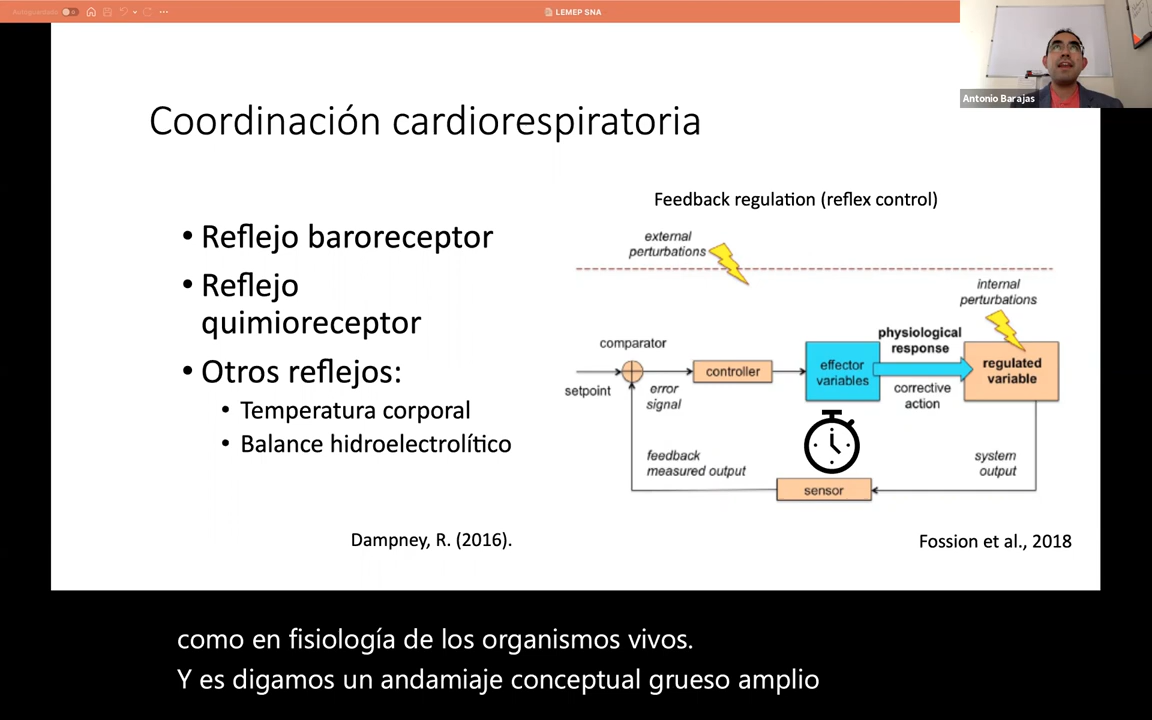 Autoguardado
LEMEP SNA
Antonio Barajas
Coordinación cardiorespiratoria
• Reflejo baroreceptor
• Reflejo
quimioreceptor
• Otros reflejos:
• Temperatura corporal
• Balance hidroelectrolítico
Dampney, R. (2016).
Feedback regulation (reflex control)
external
perturbations
internal
perturbations
comparator
setpoint
error
signal
controller
effector
variables
physiological
response
corrective
action
regulated
variable
feedback
measured output
system
output
sensor
Fossion et al., 2018
como en fisiología de los organismos vivos.
Y es digamos un andamiaje conceptual grueso amplio